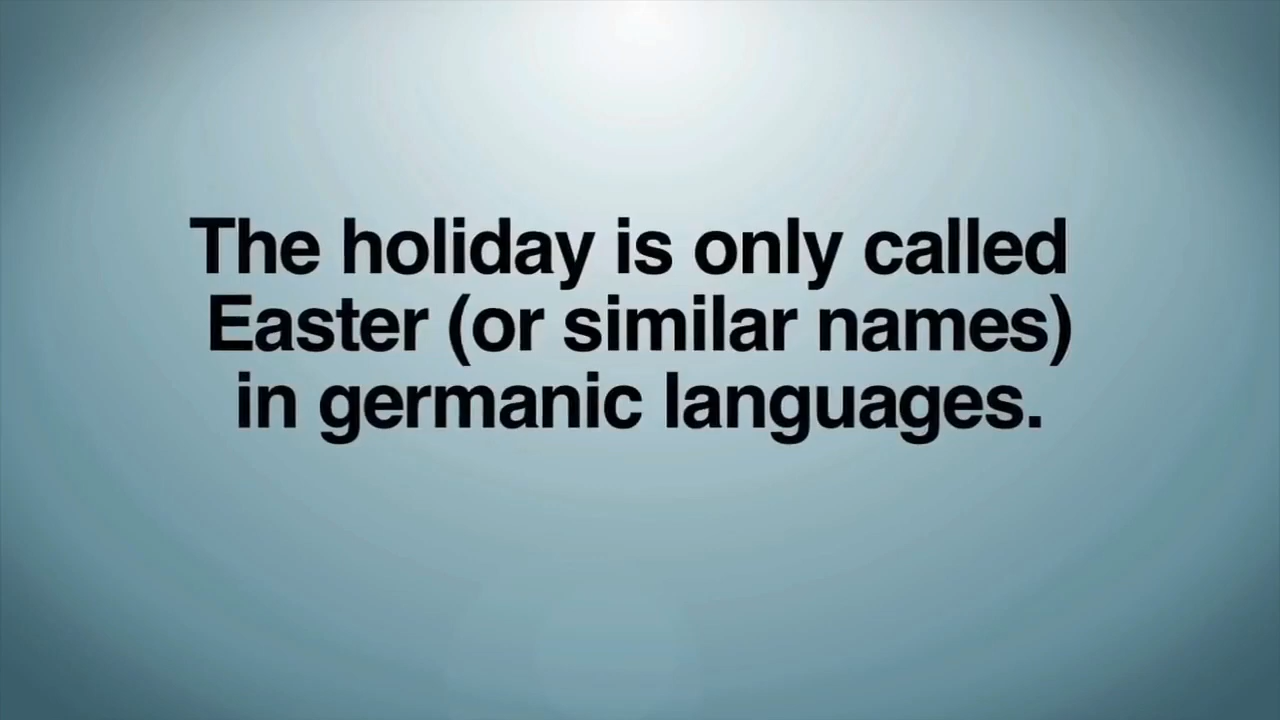 The holiday is only called
Easter (or similar names)
in germanic languages.